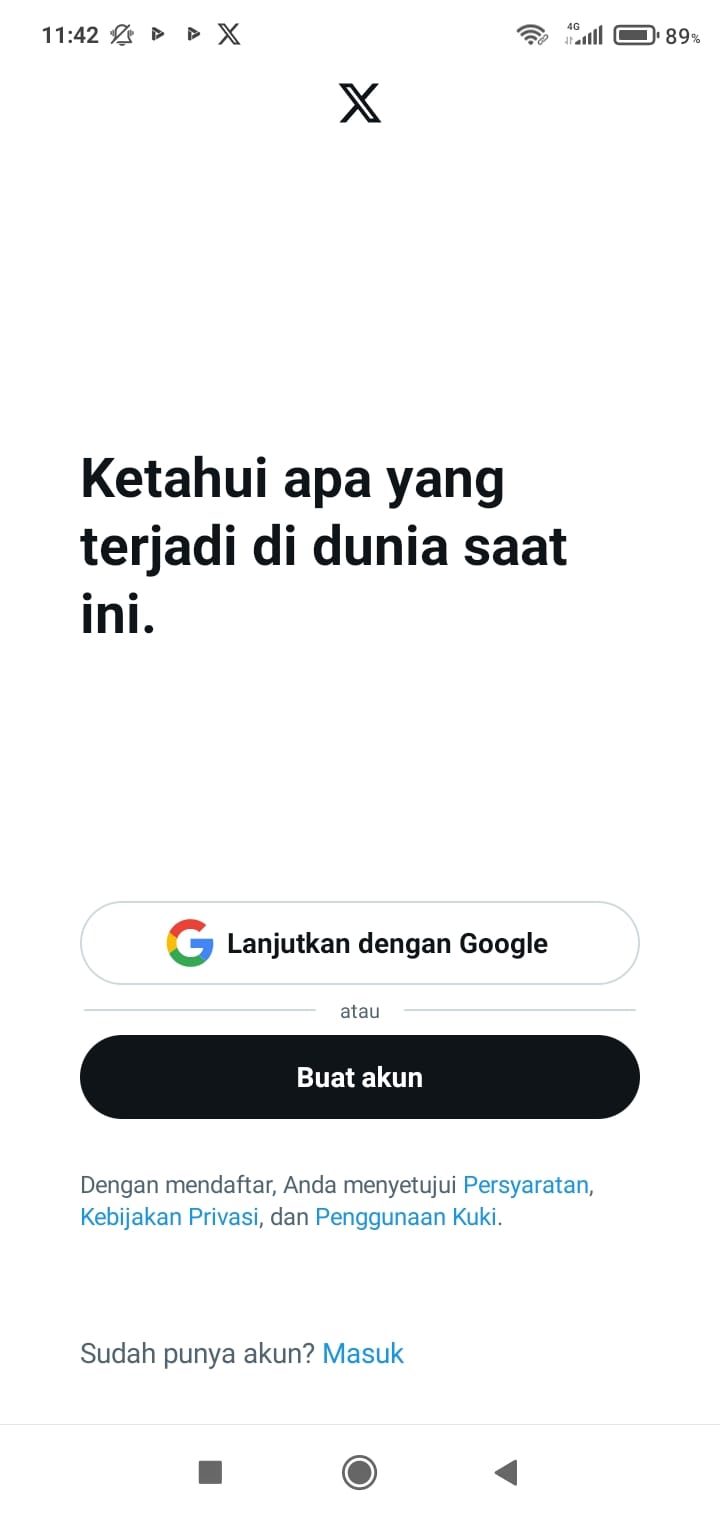 11:42
4G
89%
X
Ketahui apa yang
terjadi di dunia saat
ini.
Lanjutkan dengan Google
atau
Buat akun
Dengan mendaftar, Anda menyetujui Persyaratan,
Kebijakan Privasi, dan Penggunaan Kuki.
Sudah punya akun? Masuk